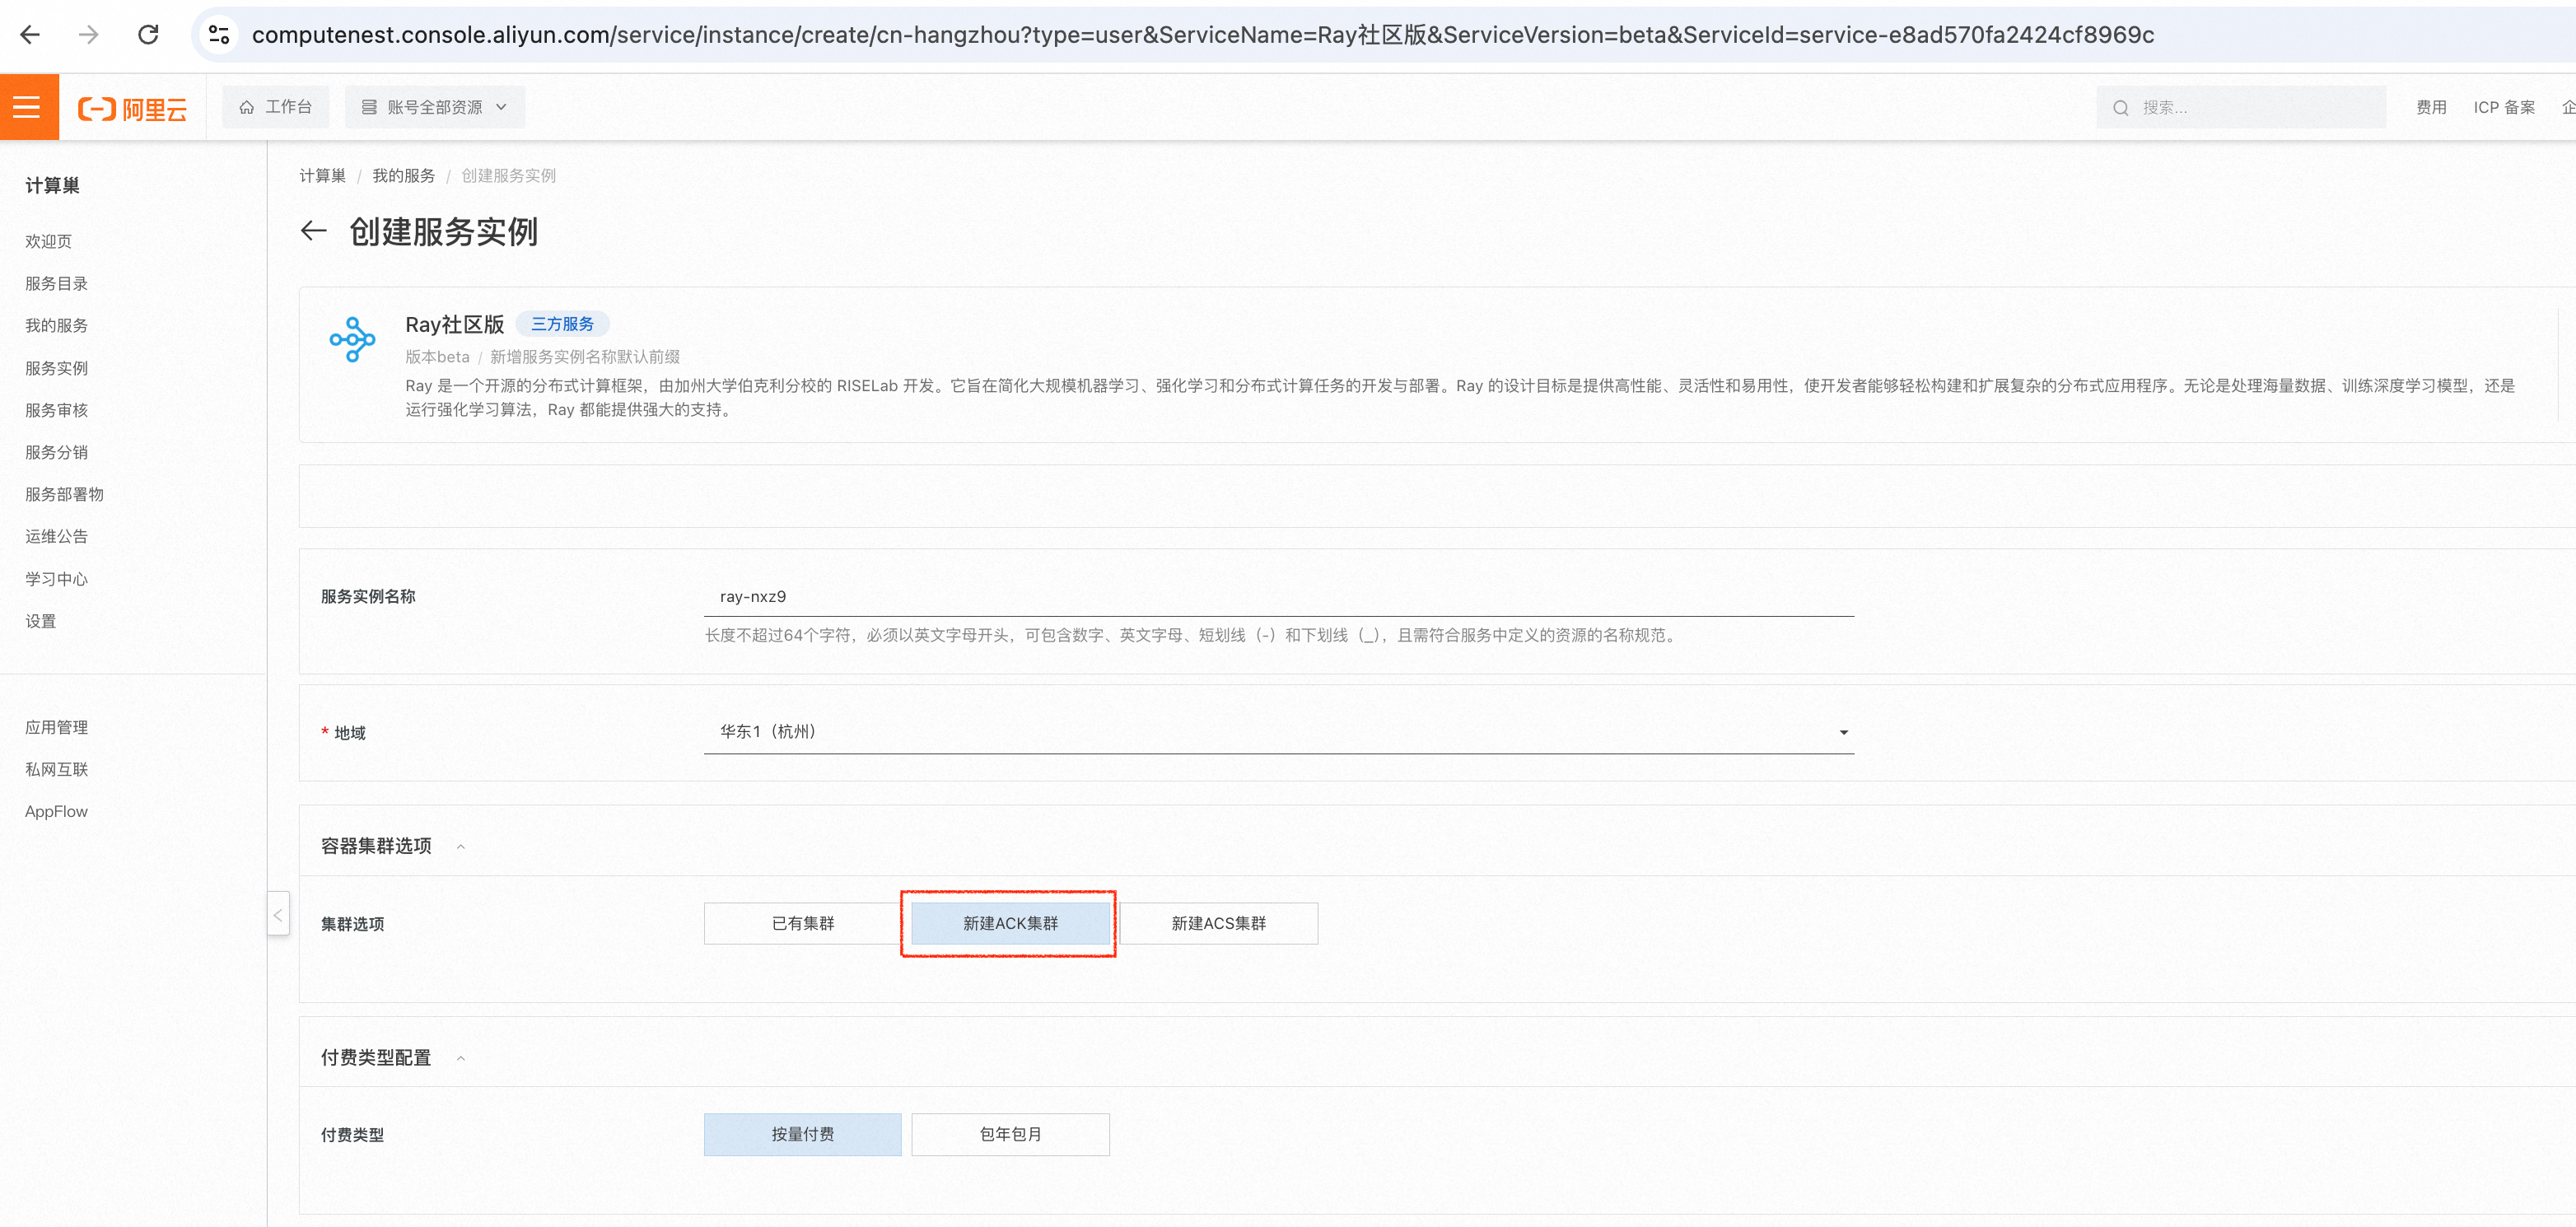 computenest.console.aliyun.com/service/instance/create/cn-hangzhou?type=user&ServiceName=Ray社区版&ServiceVersion=beta&ServiceId=service-e8ad570fa2424cf8969c
阿里云
工作台
账号全部资源
搜索...
费用
ICP 备案
企
计算巢
欢迎页
服务目录
我的服务
服务实例
服务审核
服务分销
服务部署物
运维公告
学习中心
设置
应用管理
私网互联
AppFlow
计算巢 / 我的服务 / 创建服务实例
创建服务实例
Ray社区版 三方服务
版本beta / 新增服务实例名称默认前缀
Ray 是一个开源的分布式计算框架，由加州大学伯克利分校的 RISELab 开发。它旨在简化大规模机器学习、强化学习和分布式计算任务的开发与部署。Ray 的设计目标是提供高性能、灵活性和易用性，使开发者能够轻松构建和扩展复杂的分布式应用程序。无论是处理海量数据、训练深度学习模型，还是
运行强化学习算法，Ray 都能提供强大的支持。
服务实例名称 ray-nxz9
长度不超过64个字符，必须以英文字母开头，可包含数字、英文字母、短划线（-）和下划线（_），且需符合服务中定义的资源的名称规范。
* 地域 华东1（杭州）
容器集群选项
集群选项 已有集群 新建ACK集群 新建ACS集群
付费类型配置
付费类型 按量付费 包年包月